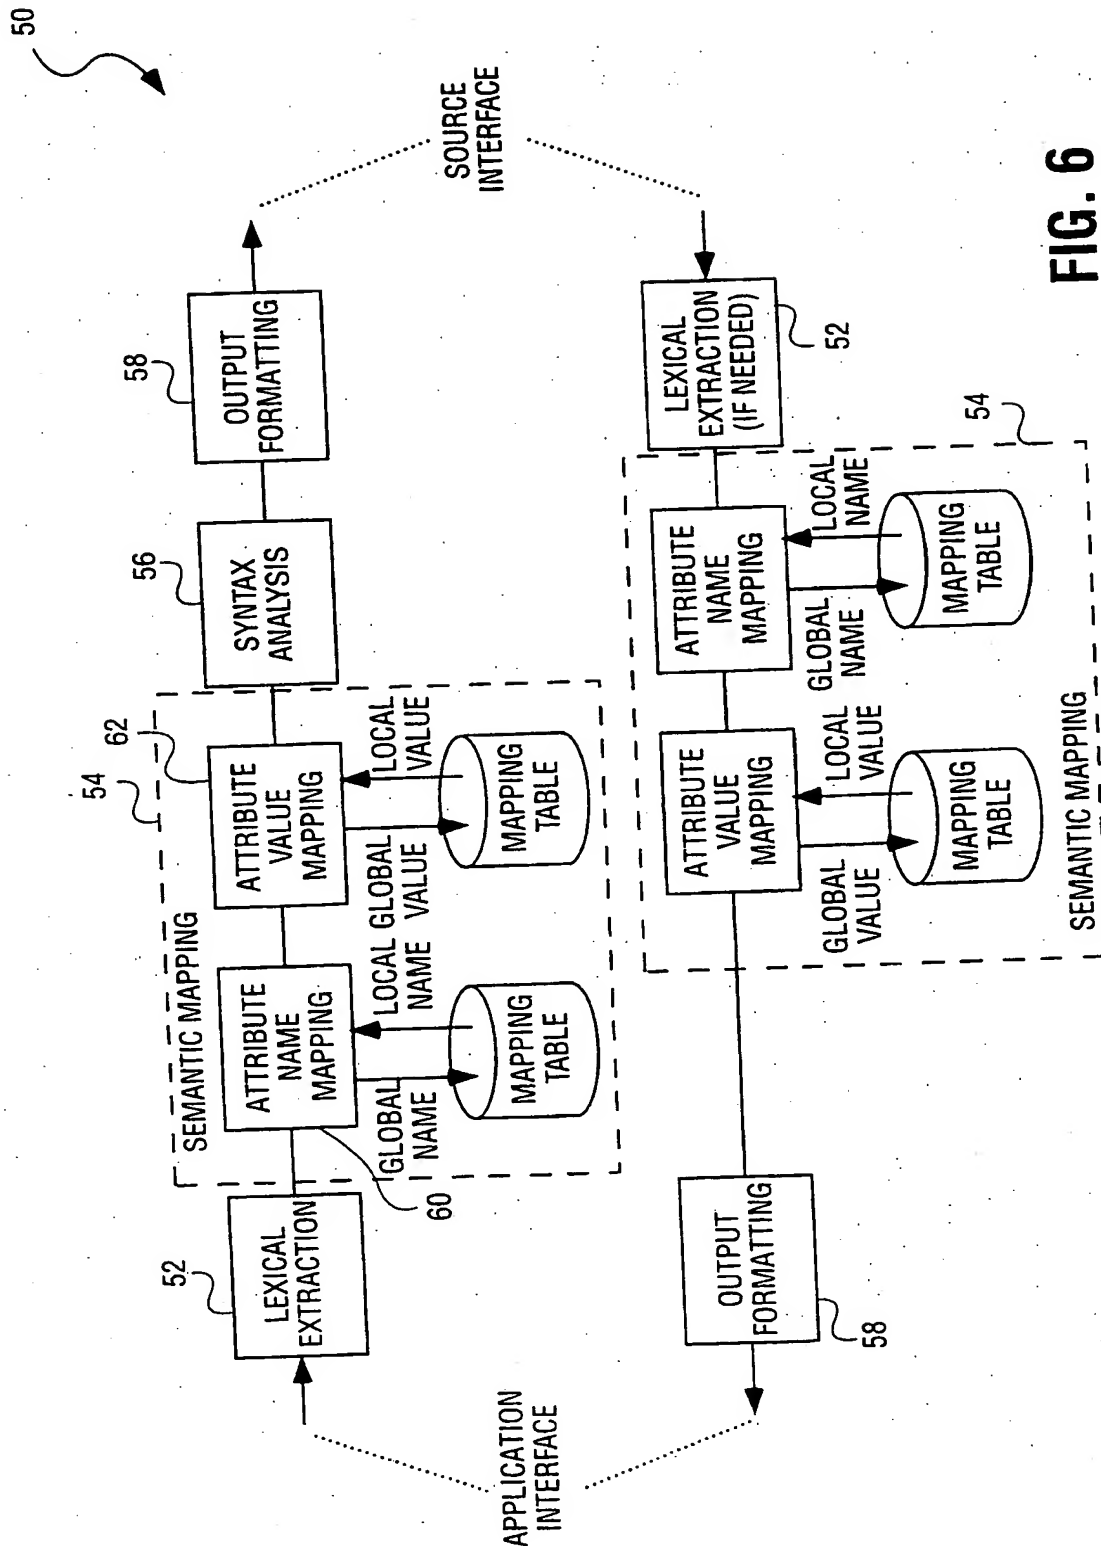 50
SOURCE
INTERFACE
APPLICATION
INTERFACE
52
LEXICAL
EXTRACTION
54
SEMANTIC MAPPING
60
ATTRIBUTE
NAME
MAPPING
GLOBAL
NAME
LOCAL
NAME
MAPPING
TABLE
62
ATTRIBUTE
VALUE
MAPPING
GLOBAL
VALUE
LOCAL
VALUE
MAPPING
TABLE
56
SYNTAX
ANALYSIS
58
OUTPUT
FORMATTING
OUTPUT
FORMATTING
58
ATTRIBUTE
VALUE
MAPPING
GLOBAL
VALUE
LOCAL
VALUE
MAPPING
TABLE
ATTRIBUTE
NAME
MAPPING
GLOBAL
NAME
LOCAL
NAME
MAPPING
TABLE
SEMANTIC MAPPING
54
LEXICAL
EXTRACTION
(IF NEEDED)
52
FIG. 6